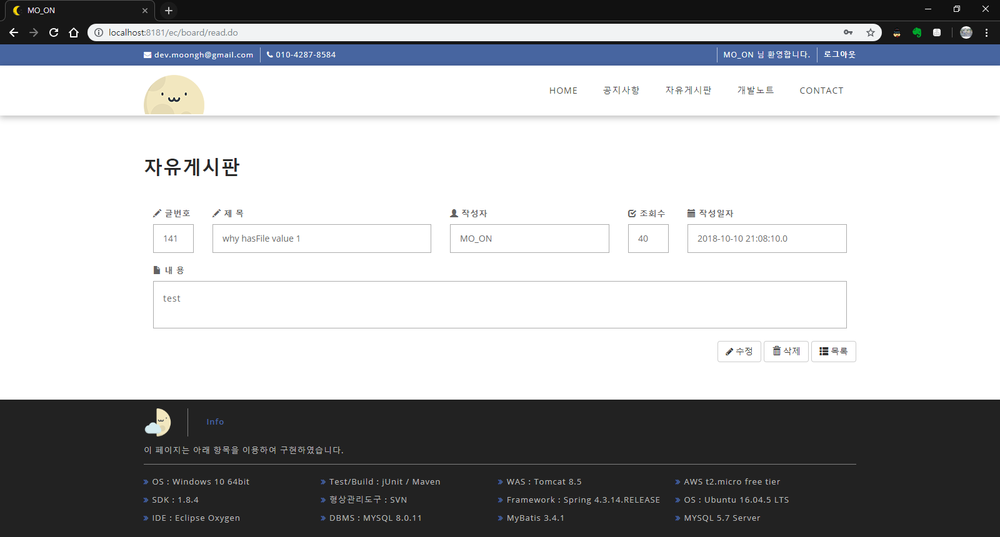 MO_ON
localhost:8181/ec/board/read.do
dev.moongh@gmail.com 010-4287-8584 MO_ON 님 환영합니다. 로그아웃
HOME 공지사항 자유게시판 개발노트 CONTACT
자유게시판
글번호 제 목 작성자 조회수 작성일자
141 why hasFile value 1 MO_ON 40 2018-10-10 21:08:10.0
내 용
test
수정 삭제 목록
Info
이 페이지는 아래 항목을 이용하여 구현하였습니다.
OS : Windows 10 64bit Test/Build : jUnit / Maven WAS : Tomcat 8.5 AWS t2.micro free tier
SDK : 1.8.4 형상관리도구 : SVN Framework : Spring 4.3.14.RELEASE OS : Ubuntu 16.04.5 LTS
IDE : Eclipse Oxygen DBMS : MYSQL 8.0.11 MyBatis 3.4.1 MYSQL 5.7 Server